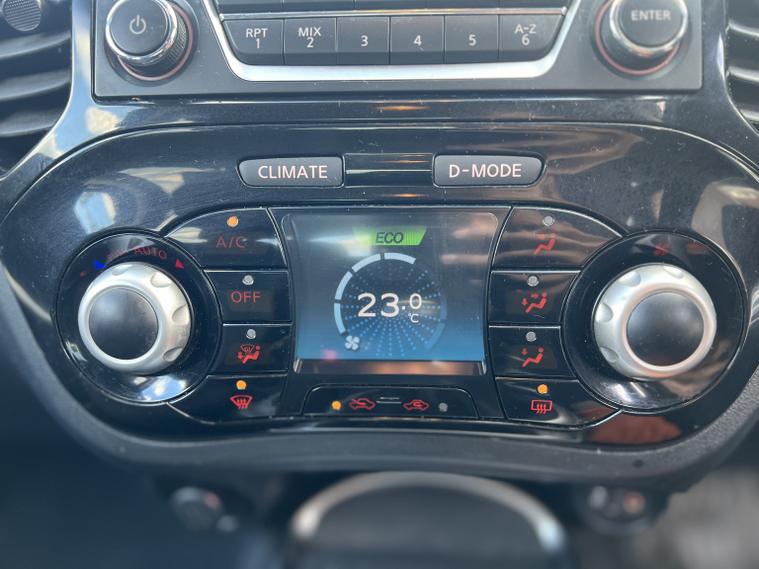 RPT MIX A-Z ENTER
1 2 3 4 5 6
CLIMATE D-MODE
ECO
A/C
AUTO
OFF
23.0
°C